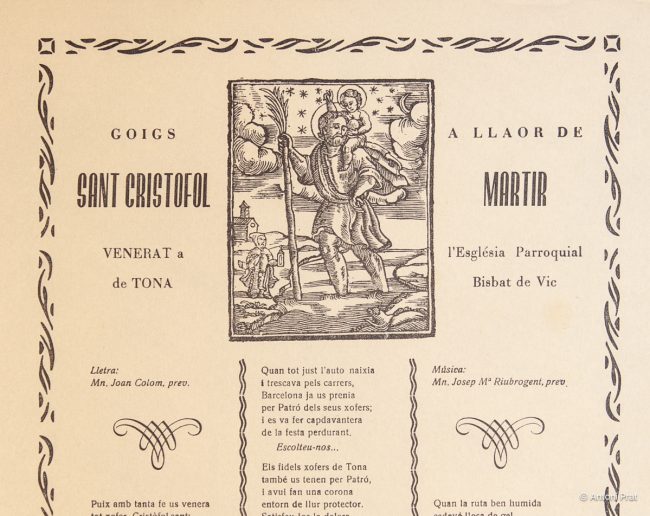 GOIGS
A LLAOR DE
SANT CRISTOFOL
MARTIR
VENERAT a
l'Església Parroquial
de TONA
Bisbat de Vic
Lletra:
Mn. Joan Colom, prev.
Quan tot just l'auto naixia
i trescava pels carrers,
Barcelona ja us prenia
per Patró dels seus xofers;
i es va fer capdavantera
de la festa perdurant.
Escolteu-nos...
Els fidels xofers de Tona
també us tenen per Patró,
i avui fan una corona
entorn de llur protector.
Música:
Mn. Josep Mª Riubrogent, prev.
Puix amb tanta fe us venera
Quan la ruta ben humida
© Antoni Prat